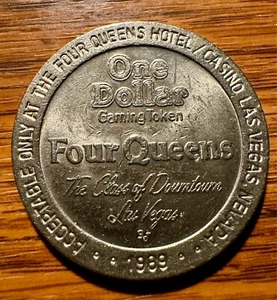 ACCEPTABLE ONLY AT THE FOUR QUEENS HOTEL/CASINO LAS VEGAS, NEVADA
One
Dollar
Gaming Token
Four Queens
The Class of Downtown
Las Vegas
1989